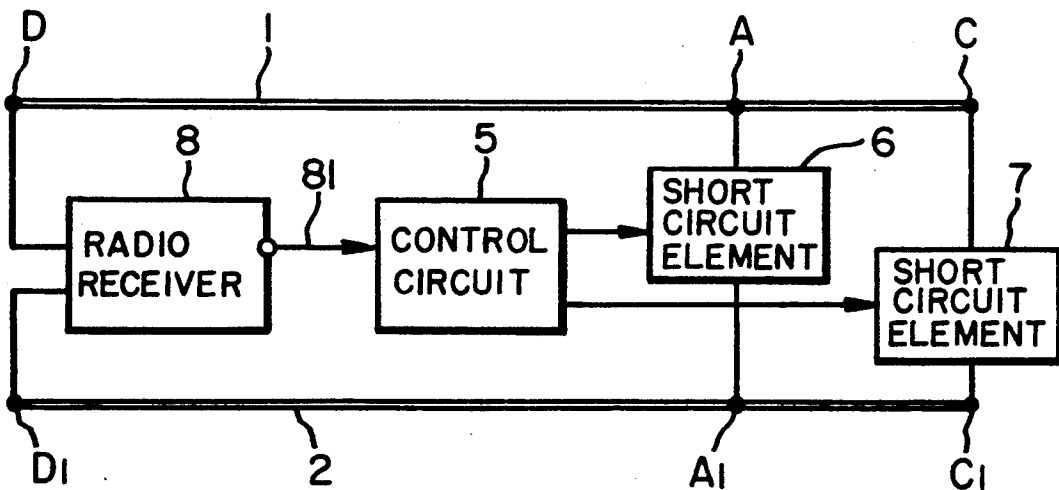 D
1
A
C
8
81
5
6
7
RADIO
RECEIVER
CONTROL
CIRCUIT
SHORT
CIRCUIT
ELEMENT
SHORT
CIRCUIT
ELEMENT
D1
2
A1
C1